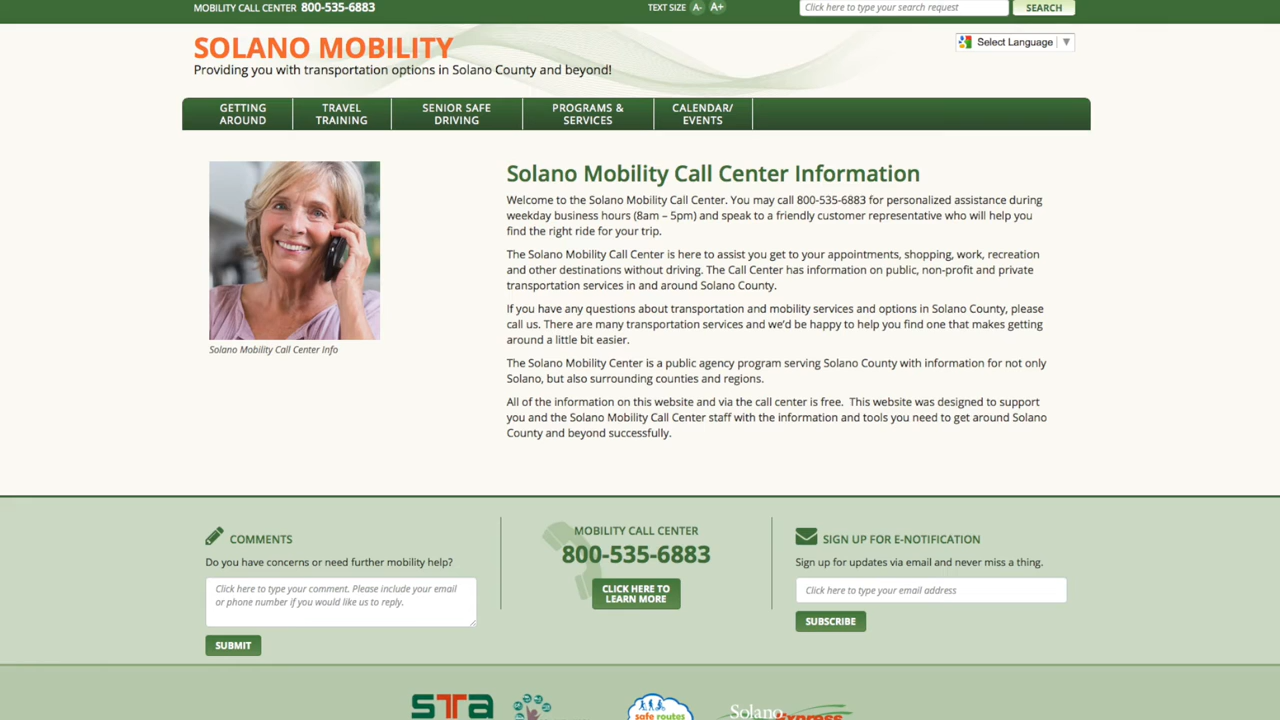 MOBILITY CALL CENTER 800-535-6883
TEXT SIZE A- A+
Click here to type your search request
SEARCH
SOLANO MOBILITY
Providing you with transportation options in Solano County and beyond!
Select Language ▼
GETTING AROUND
TRAVEL TRAINING
SENIOR SAFE DRIVING
PROGRAMS & SERVICES
CALENDAR/ EVENTS
Solano Mobility Call Center Info
Solano Mobility Call Center Information
Welcome to the Solano Mobility Call Center. You may call 800-535-6883 for personalized assistance during
weekday business hours (8am – 5pm) and speak to a friendly customer representative who will help you
find the right ride for your trip.
The Solano Mobility Call Center is here to assist you get to your appointments, shopping, work, recreation
and other destinations without driving. The Call Center has information on public, non-profit and private
transportation services in and around Solano County.
If you have any questions about transportation and mobility services and options in Solano County, please
call us. There are many transportation services and we'd be happy to help you find one that makes getting
around a little bit easier.
The Solano Mobility Center is a public agency program serving Solano County with information for not only
Solano, but also surrounding counties and regions.
All of the information on this website and via the call center is free. This website was designed to support
you and the Solano Mobility Call Center staff with the information and tools you need to get around Solano
County and beyond successfully.
COMMENTS
Do you have concerns or need further mobility help?
Click here to type your comment. Please include your email
or phone number if you would like us to reply.
SUBMIT
MOBILITY CALL CENTER
800-535-6883
CLICK HERE TO
LEARN MORE
SIGN UP FOR E-NOTIFICATION
Sign up for updates via email and never miss a thing.
Click here to type your email address
SUBSCRIBE
STA
safe routes
Solano
Express